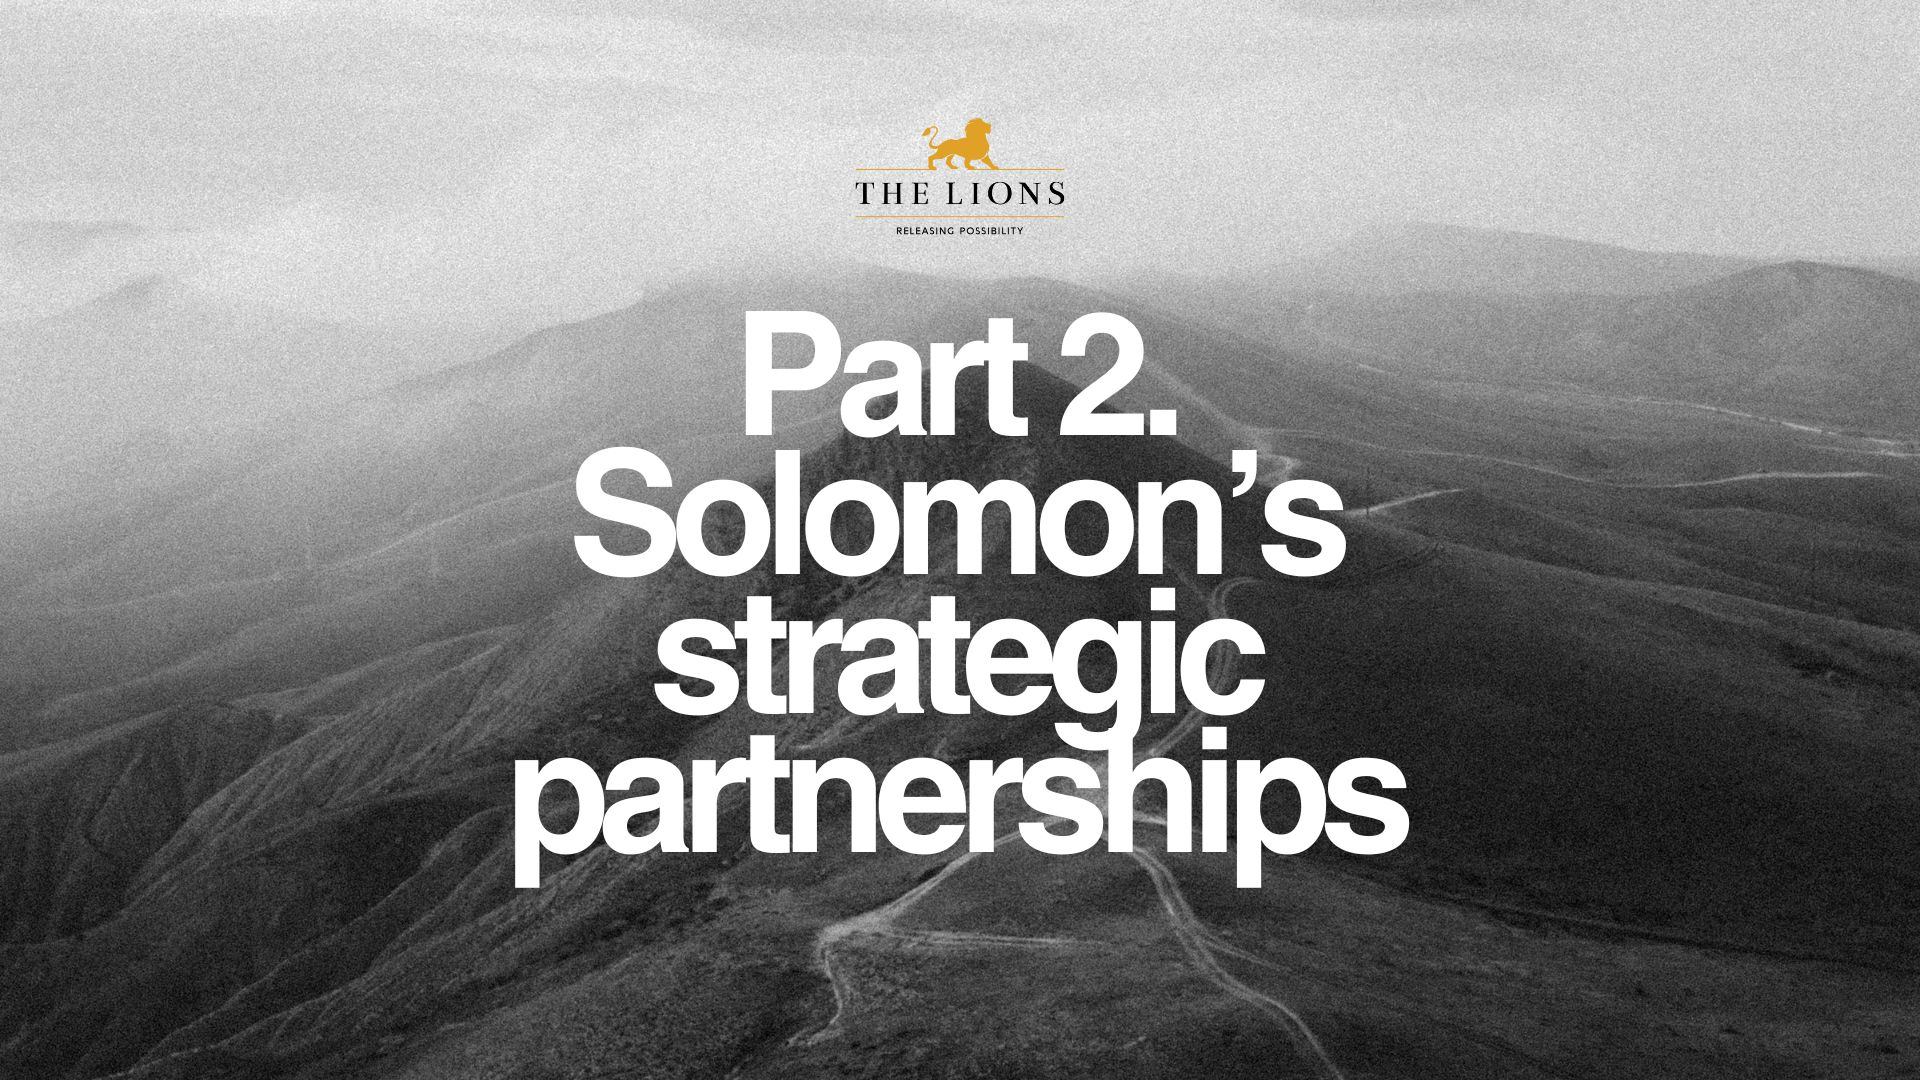 THE LIONS
RELEASING POSSIBILITY
Part 2.
Solomon’s
strategic
partnerships